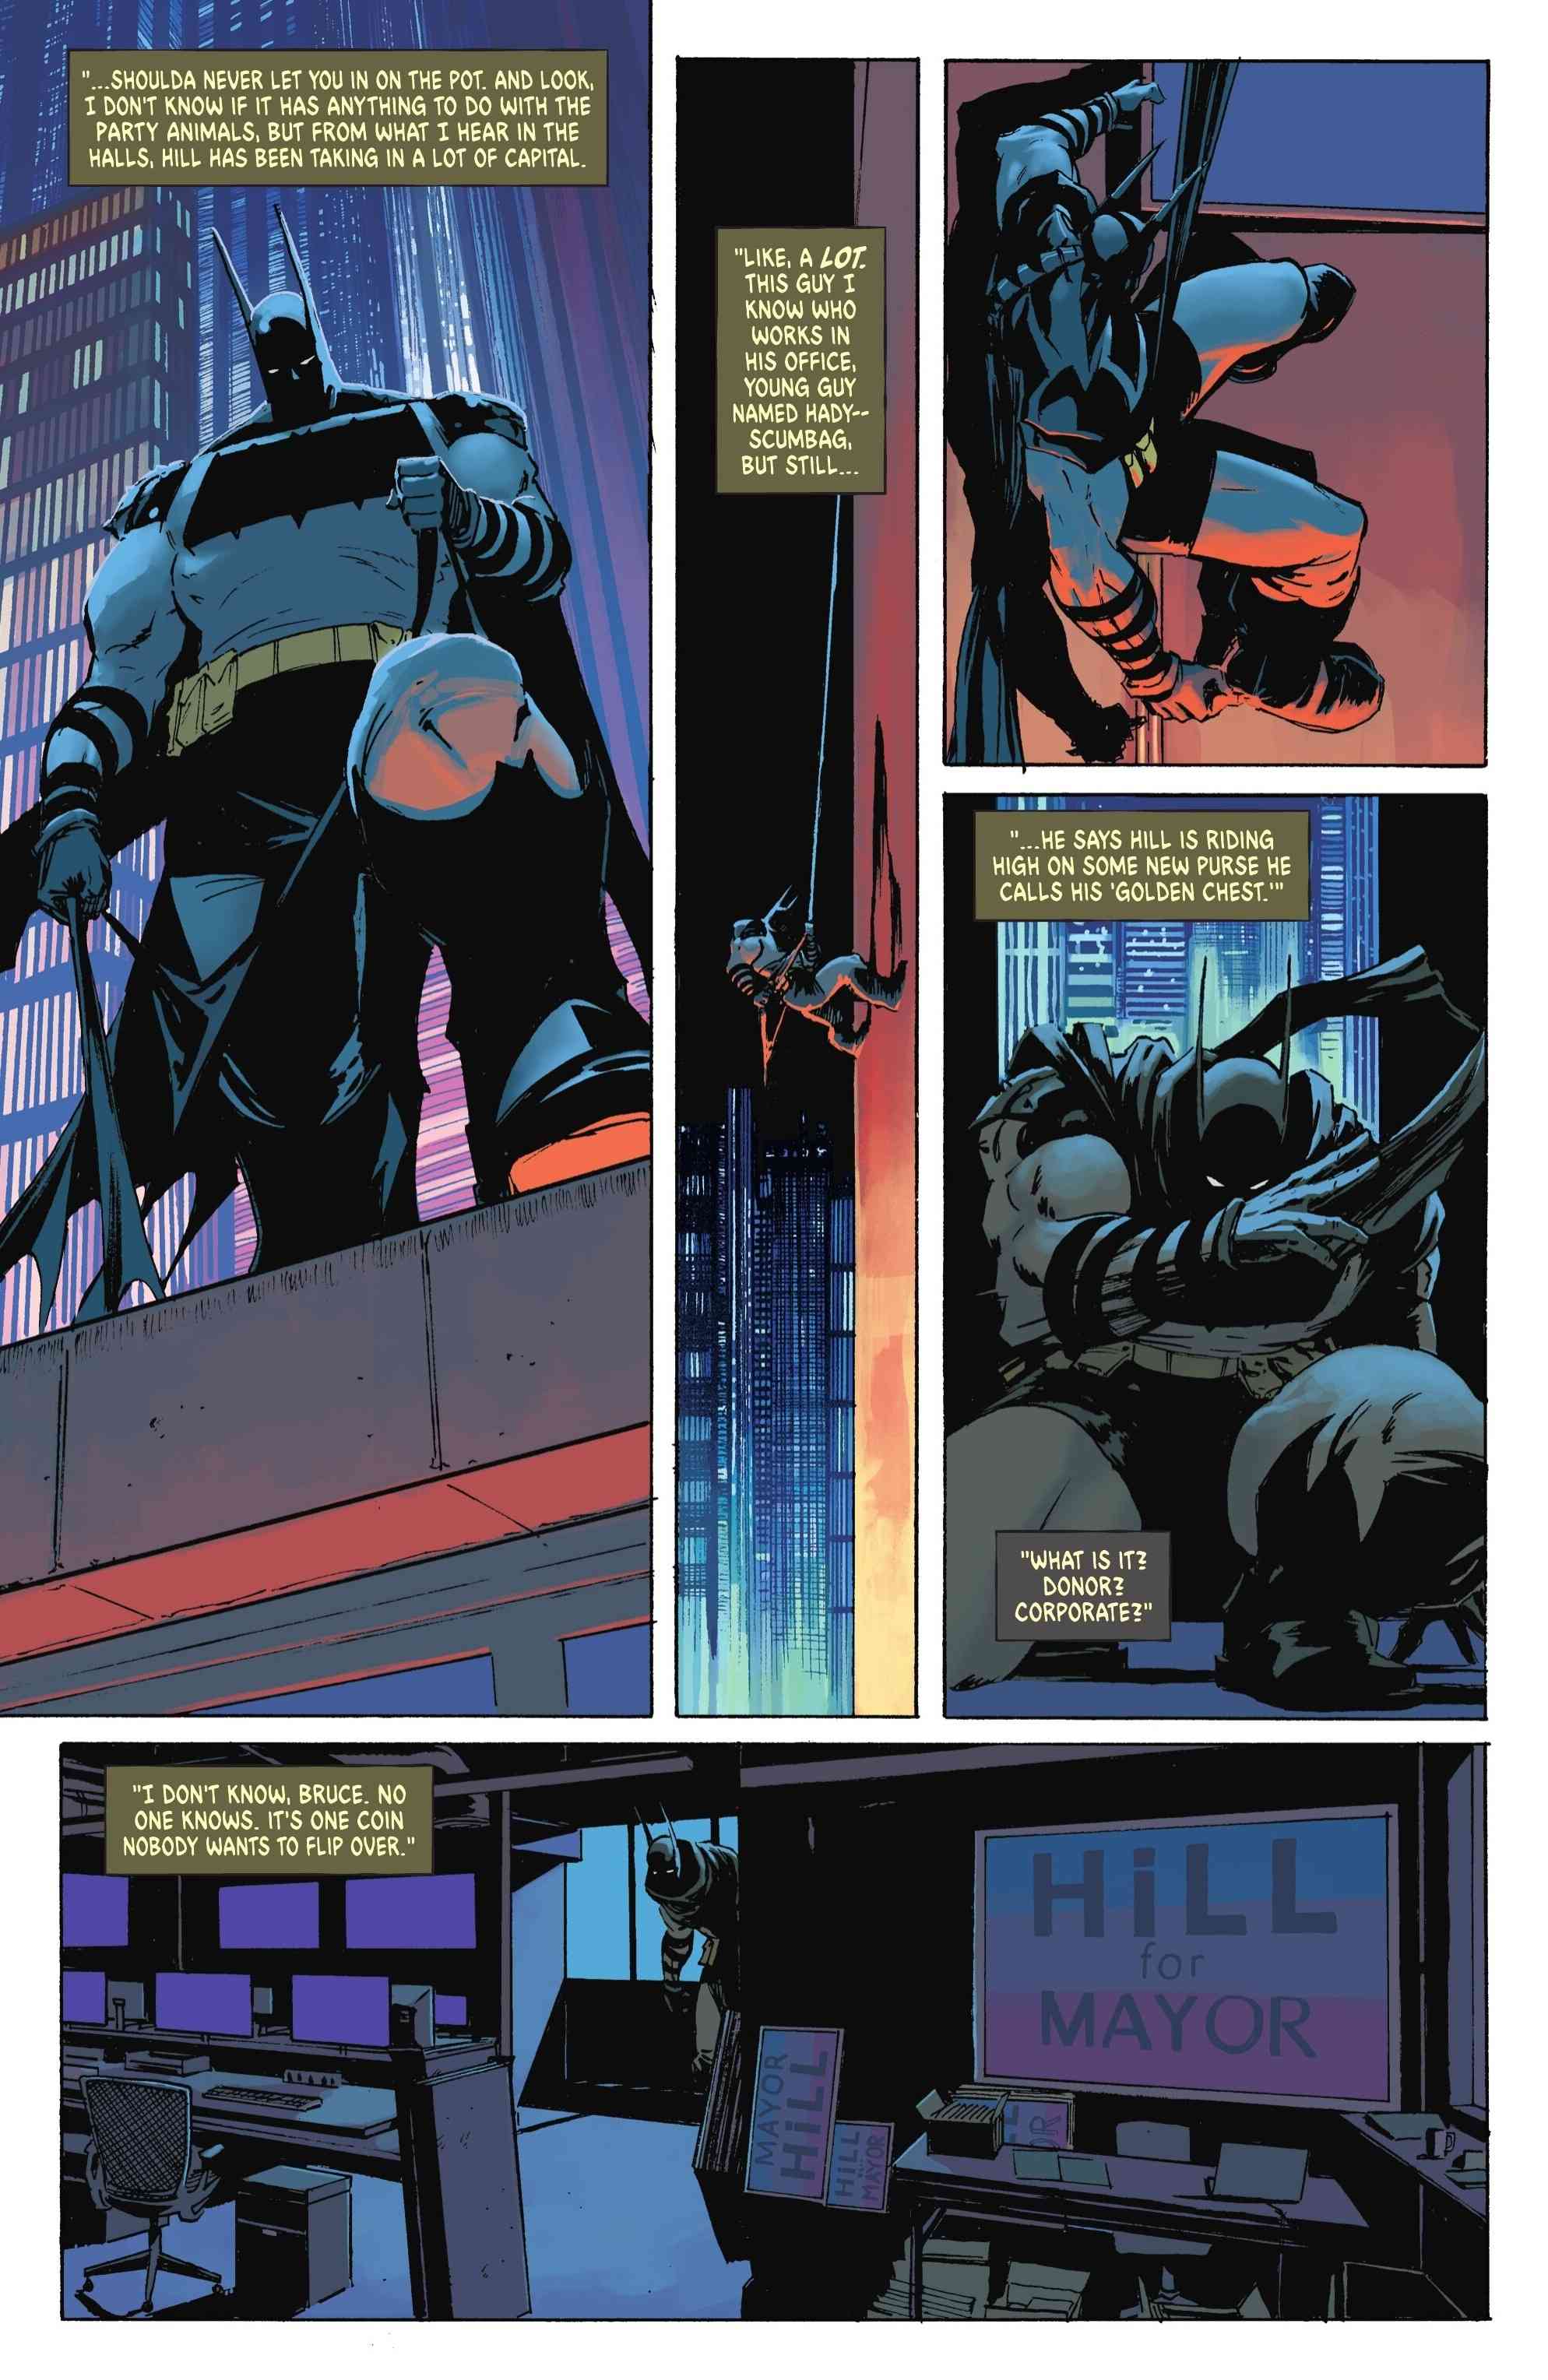 "...SHOULDA NEVER LET YOU IN ON THE POT. AND LOOK,
I DON'T KNOW IF IT HAS ANYTHING TO DO WITH THE
PARTY ANIMALS, BUT FROM WHAT I HEAR IN THE
HALLS, HILL HAS BEEN TAKING IN A LOT OF CAPITAL.
"LIKE, A LOT.
THIS GUY I
KNOW WHO
WORKS IN
HIS OFFICE,
YOUNG GUY
NAMED HADY--
SCUMBAG,
BUT STILL...
"...HE SAYS HILL IS RIDING
HIGH ON SOME NEW PURSE HE
CALLS HIS 'GOLDEN CHEST.'"
"WHAT IS IT?
DONOR?
CORPORATE?"
"I DON'T KNOW, BRUCE. NO
ONE KNOWS. IT'S ONE COIN
NOBODY WANTS TO FLIP OVER."
HiLL
for
MAYOR
MAYOR
HiLL
HiLL
MAYOR